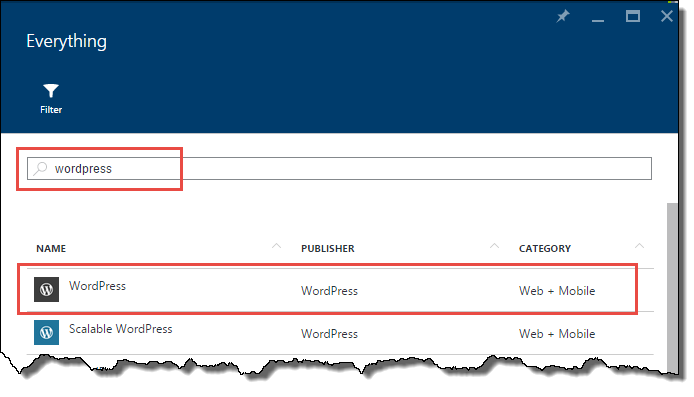 Everything
Filter
wordpress
NAME PUBLISHER CATEGORY
WordPress WordPress Web + Mobile
Scalable WordPress WordPress Web + Mobile